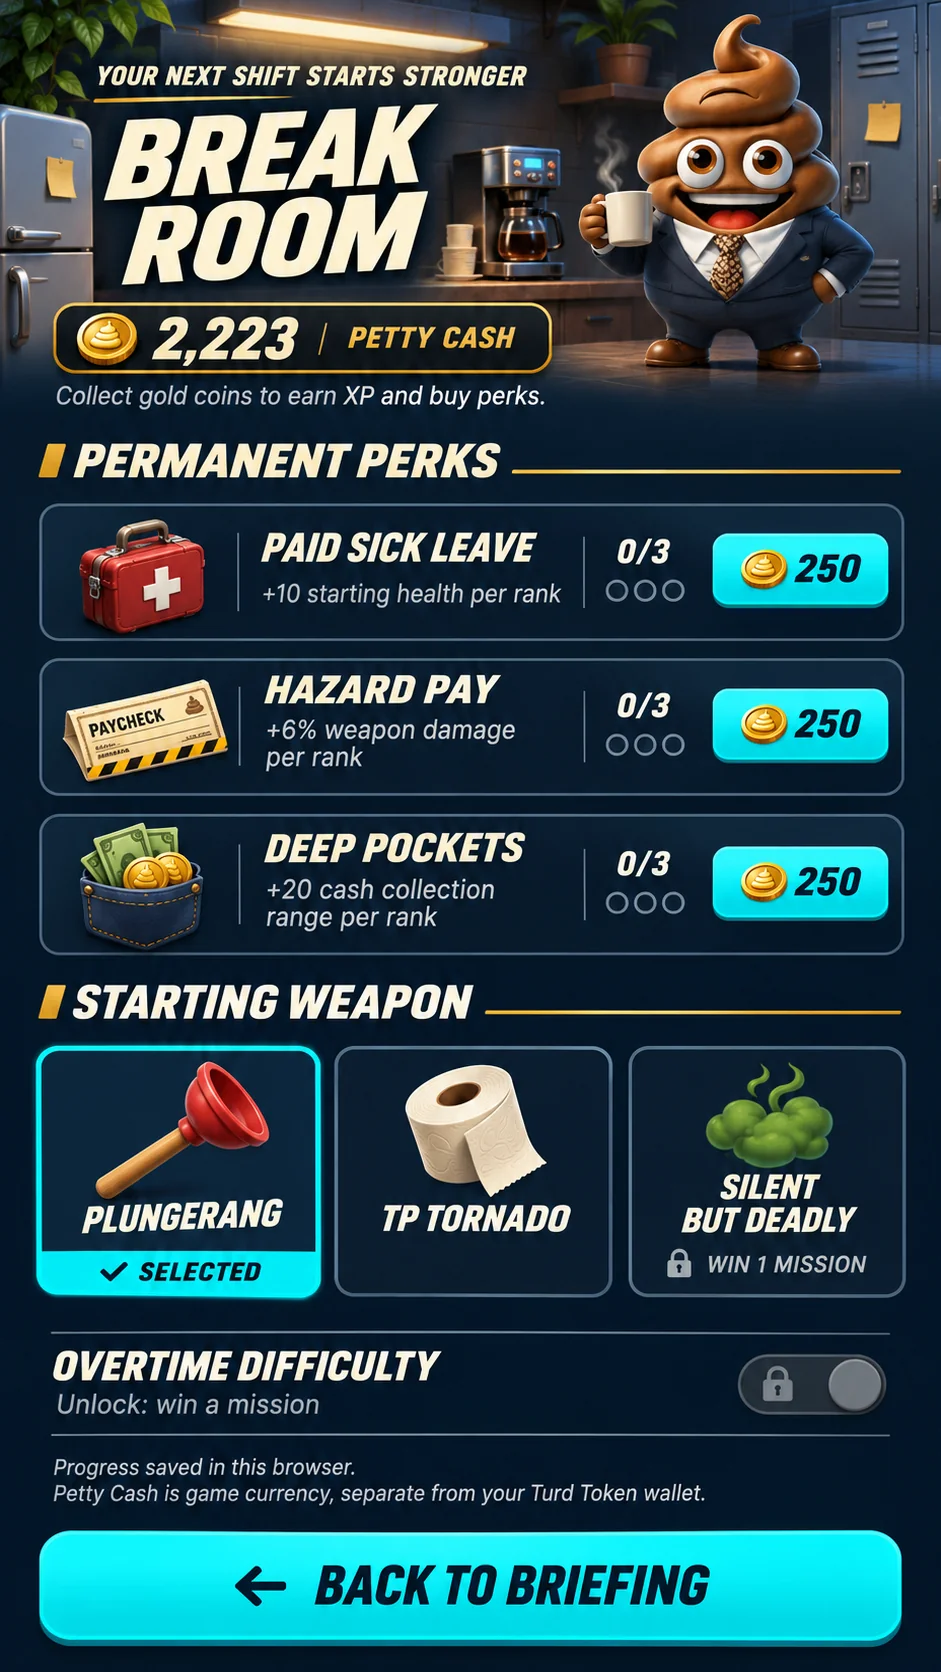 YOUR NEXT SHIFT STARTS STRONGER
BREAK
ROOM
2,223 | PETTY CASH
Collect gold coins to earn XP and buy perks.
PERMANENT PERKS
PAID SICK LEAVE
+10 starting health per rank
0/3
250
PAYCHECK
HAZARD PAY
+6% weapon damage
per rank
0/3
250
DEEP POCKETS
+20 cash collection
range per rank
0/3
250
STARTING WEAPON
PLUNGERANG
SELECTED
TP TORNADO
SILENT
BUT DEADLY
WIN 1 MISSION
OVERTIME DIFFICULTY
Unlock: win a mission
Progress saved in this browser.
Petty Cash is game currency, separate from your Turd Token wallet.
← BACK TO BRIEFING